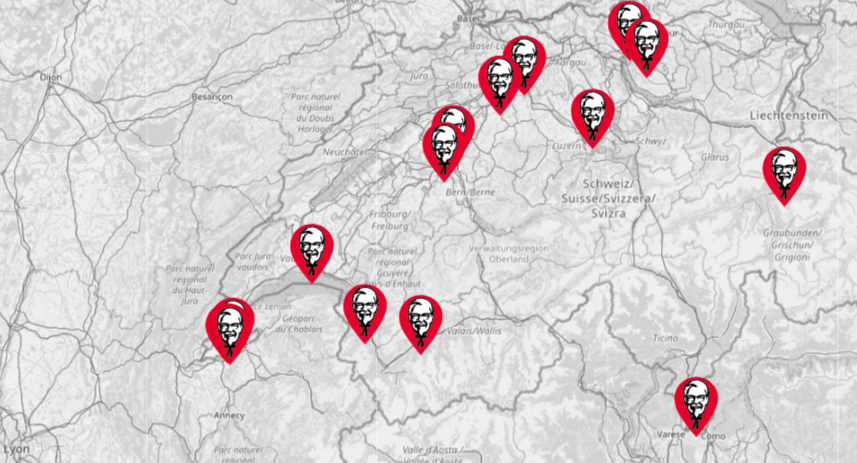 Basel
Thurgau
Basel-La
Dijon
Jura
Aargau
Solothu
Besançon
Parc naturel
régional
du Doubs
Horloger
Liechtenstein
Luzern
Schwyz
Neuchâtel
Glarus
Bern/Berne
Schweiz/
Suisse/Svizzera/
Svizra
Fribourg/
Freiburg
Graubünden/
Grischun/
Grigioni
Verwaltungsregion
Oberland
Parc Jura
vaudois
Parc naturel
régional
Gruyère
Pays-d'Enhaut
Parc naturel
régional
du Haut-
Jura
Le Léman
Géoparc
du Chablais
Valais/Wallis
Ticino
Annecy
Varese
Como
Lyon
Parc naturel
régional
Valle d'Aosta /
Vallée d'Aoste